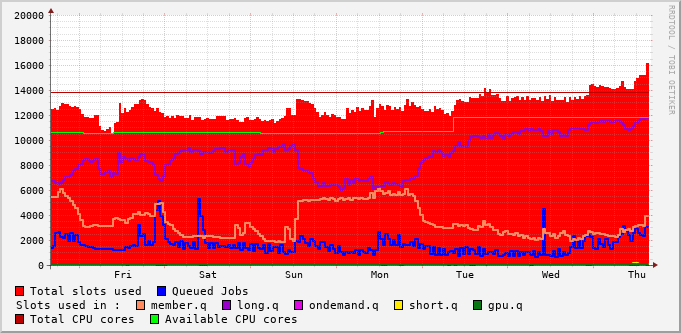 20000
18000
16000
14000
12000
10000
8000
6000
4000
2000
0
Fri Sat Sun Mon Tue Wed Thu
Total slots used Queued Jobs
Slots used in : member.q long.q ondemand.q short.q gpu.q
Total CPU cores Available CPU cores
RRDTOOL / TOBI OETIKER